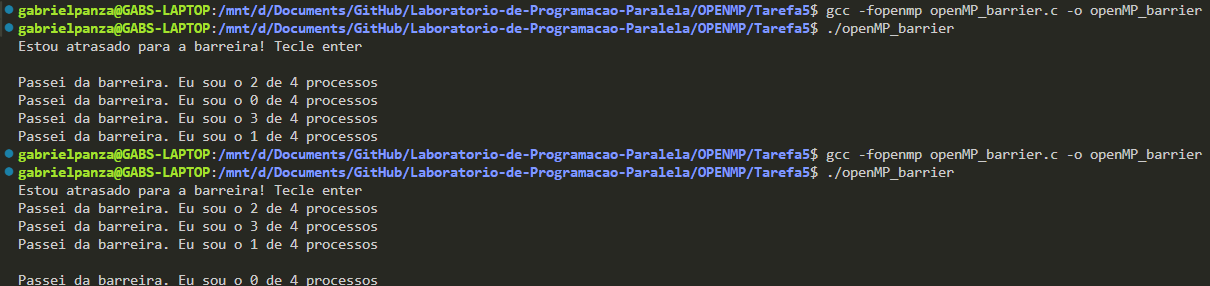 gabrielpanza@GABS-LAPTOP:/mnt/d/Documents/GitHub/Laboratorio-de-Programacao-Paralela/OPENMP/Tarefa5$ gcc -fopenmp openMP_barrier.c -o openMP_barrier
gabrielpanza@GABS-LAPTOP:/mnt/d/Documents/GitHub/Laboratorio-de-Programacao-Paralela/OPENMP/Tarefa5$ ./openMP_barrier
Estou atrasado para a barreira! Tecle enter
Passei da barreira. Eu sou o 2 de 4 processos
Passei da barreira. Eu sou o 0 de 4 processos
Passei da barreira. Eu sou o 3 de 4 processos
Passei da barreira. Eu sou o 1 de 4 processos
gabrielpanza@GABS-LAPTOP:/mnt/d/Documents/GitHub/Laboratorio-de-Programacao-Paralela/OPENMP/Tarefa5$ gcc -fopenmp openMP_barrier.c -o openMP_barrier
gabrielpanza@GABS-LAPTOP:/mnt/d/Documents/GitHub/Laboratorio-de-Programacao-Paralela/OPENMP/Tarefa5$ ./openMP_barrier
Estou atrasado para a barreira! Tecle enter
Passei da barreira. Eu sou o 2 de 4 processos
Passei da barreira. Eu sou o 3 de 4 processos
Passei da barreira. Eu sou o 1 de 4 processos
Passei da barreira. Eu sou o 0 de 4 processos